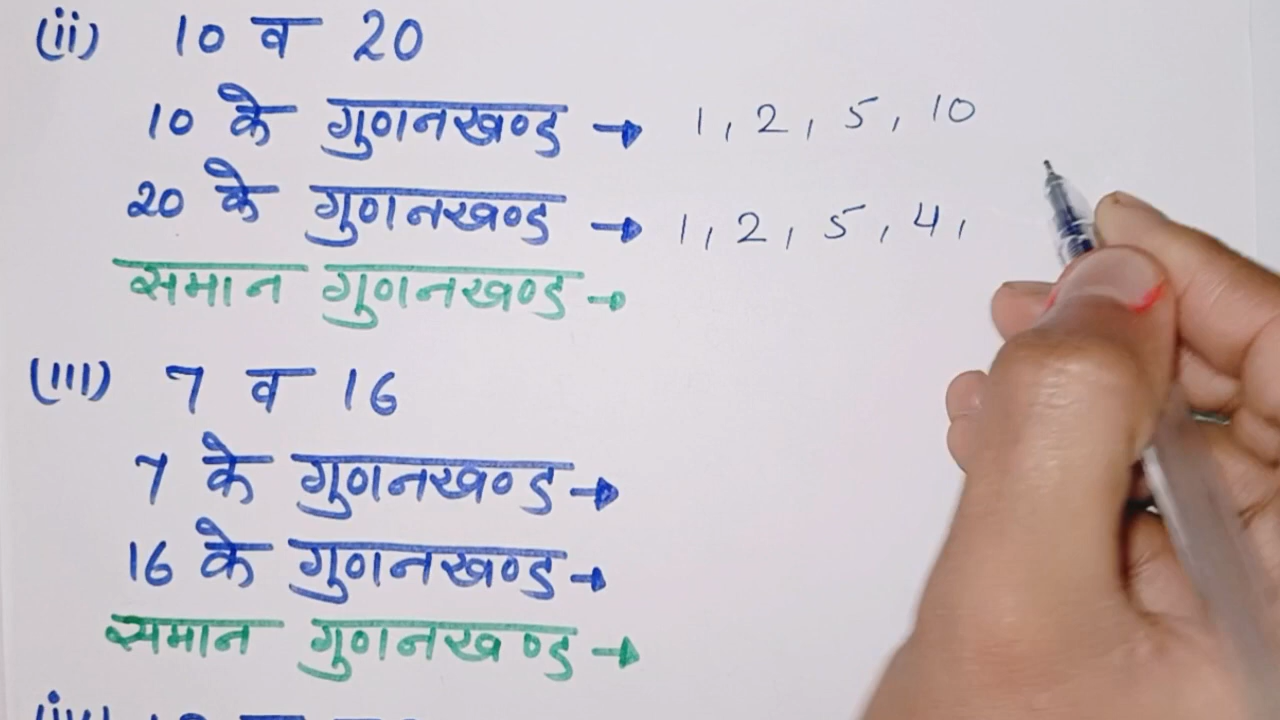 (ii) 10 व 20
10 के गुणनखण्ड → 1, 2, 5, 10
20 के गुणनखण्ड → 1, 2, 5, 4,
समान गुणनखण्ड →
(iii) 7 व 16
7 के गुणनखण्ड →
16 के गुणनखण्ड →
समान गुणनखण्ड →